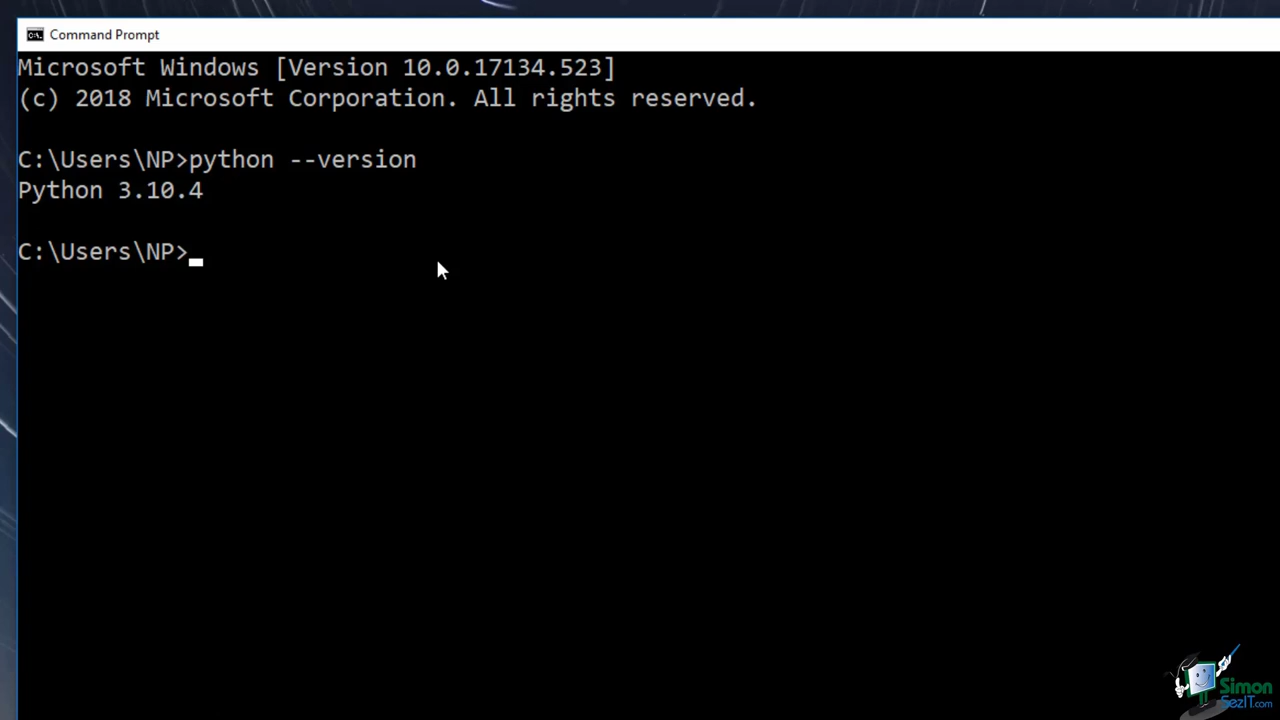 Command Prompt
Microsoft Windows [Version 10.0.17134.523]
(c) 2018 Microsoft Corporation. All rights reserved.
C:\Users\NP>python --version
Python 3.10.4
C:\Users\NP>
Simon
SezIT.com